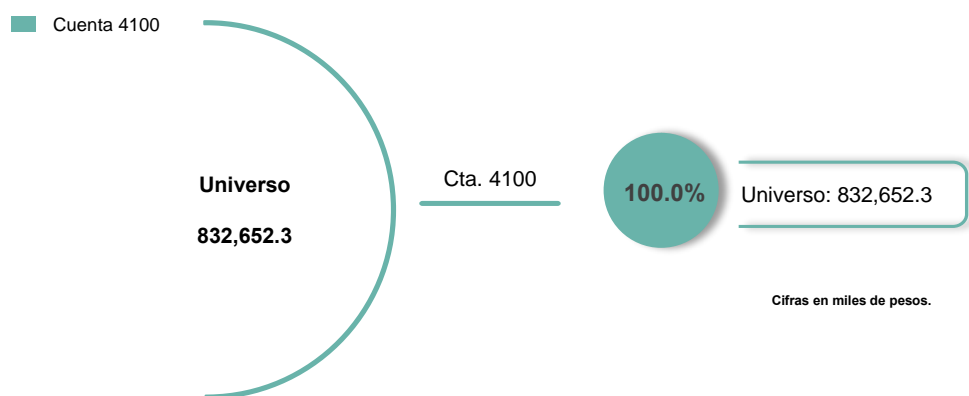 Cuenta 4100
Universo
832,652.3
Cta. 4100
100.0%
Universo: 832,652.3
Cifras en miles de pesos.